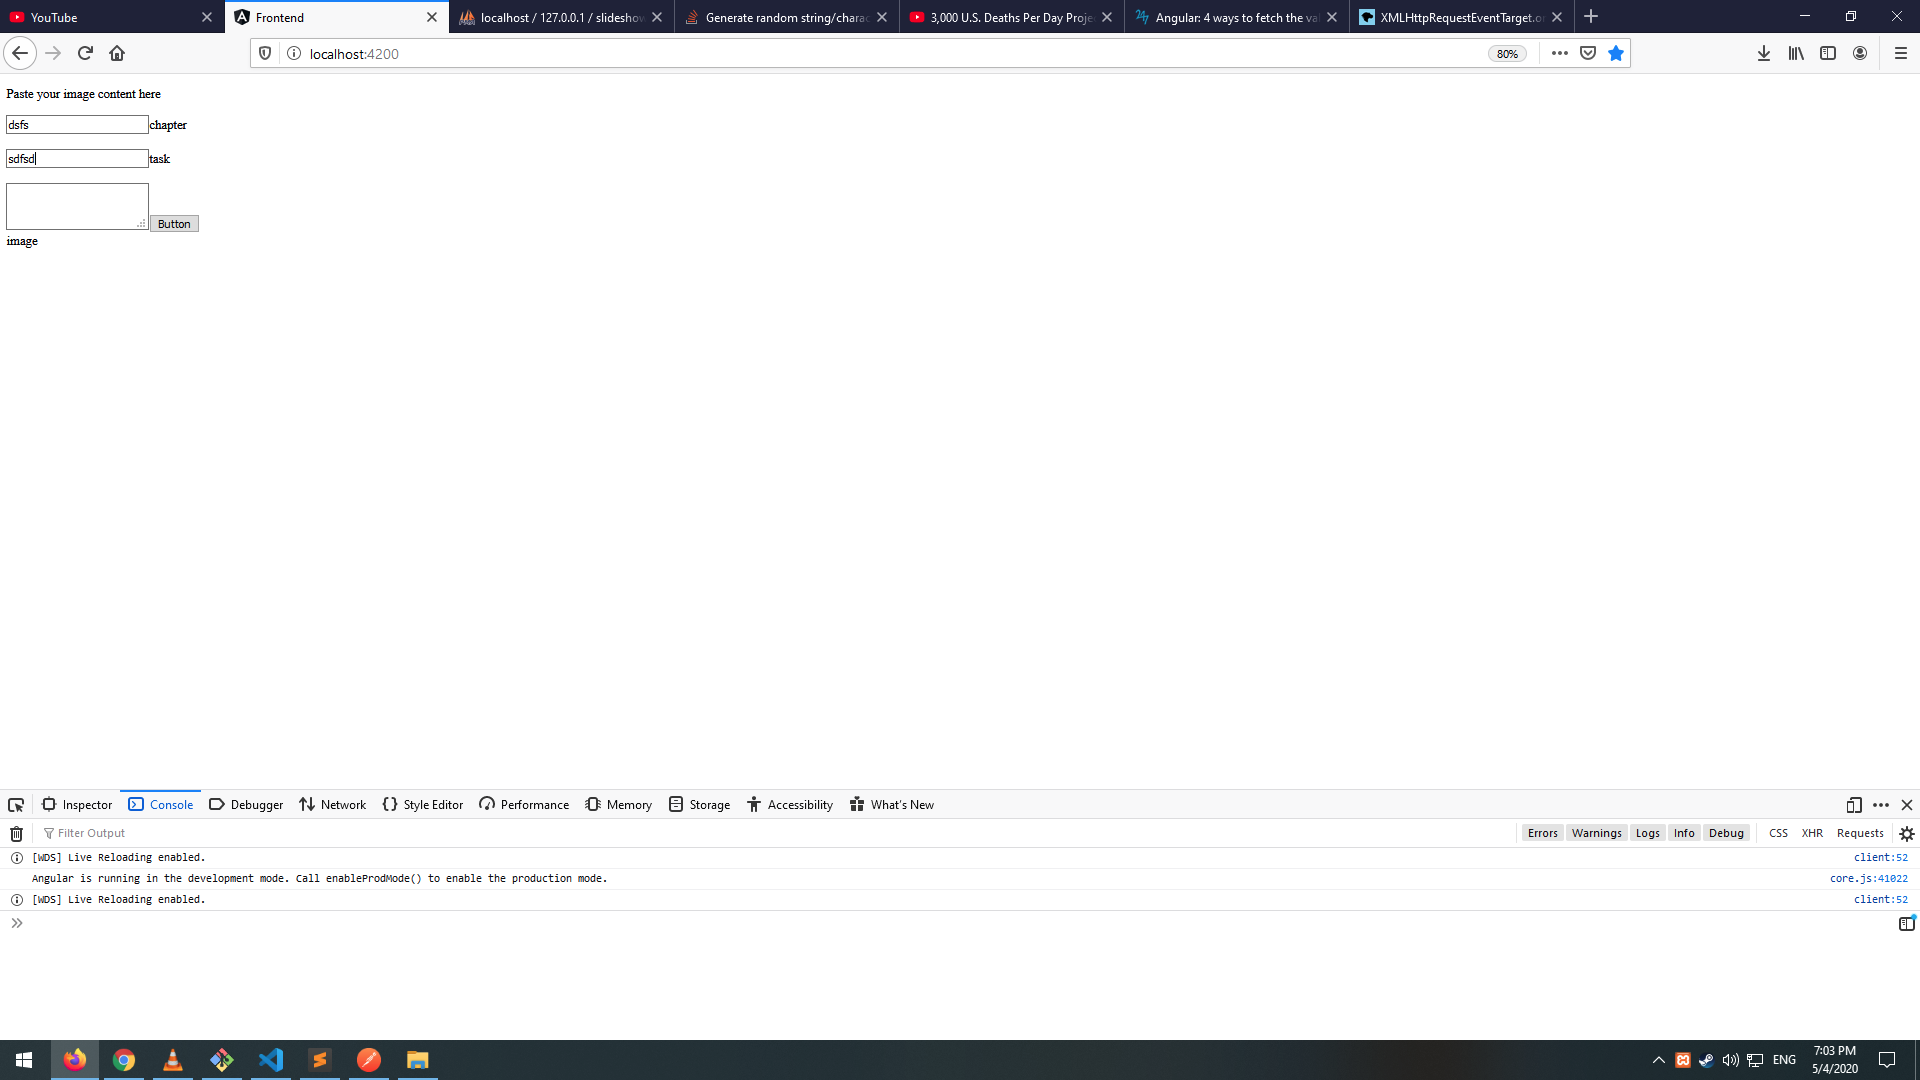 YouTube
Frontend
localhost / 127.0.0.1 / slideshow
Generate random string/charac
3,000 U.S. Deaths Per Day Proje
Angular: 4 ways to fetch the val
XMLHttpRequestEventTarget.o
localhost:4200
80%
Paste your image content here
dsfs chapter
sdfsd task
Button
image
Inspector Console Debugger Network Style Editor Performance Memory Storage Accessibility What's New
Filter Output
Errors Warnings Logs Info Debug CSS XHR Requests
[WDS] Live Reloading enabled. client:52
Angular is running in the development mode. Call enableProdMode() to enable the production mode. core.js:41022
[WDS] Live Reloading enabled. client:52
ENG
7:03 PM
5/4/2020